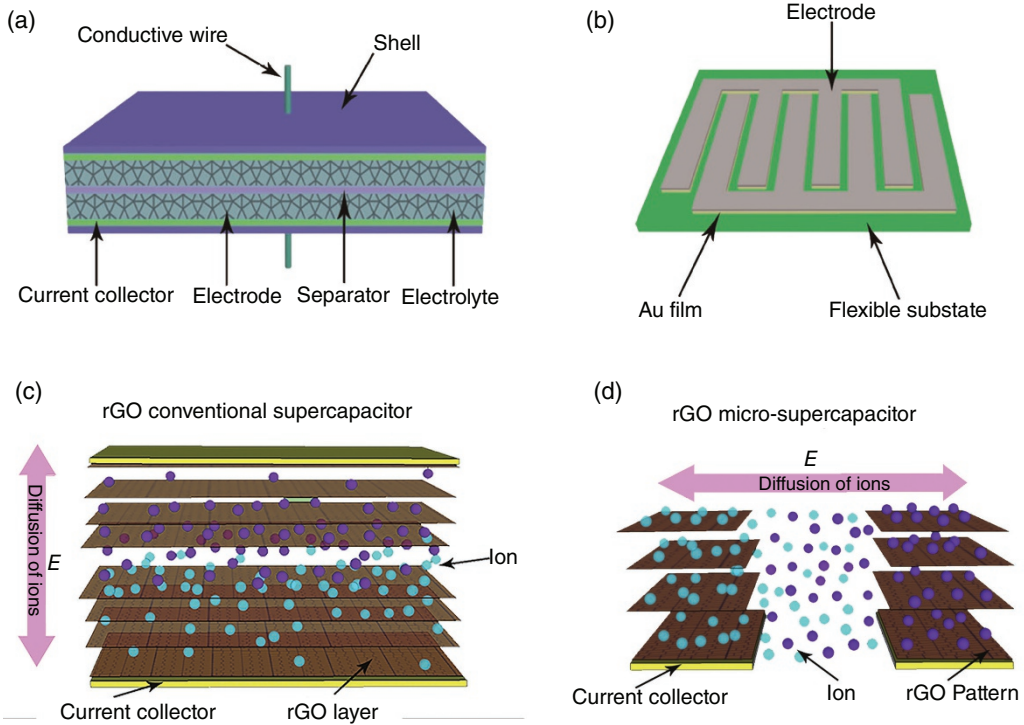 (a)
Conductive wire
Shell
Current collector
Electrode
Separator
Electrolyte
(b)
Electrode
Au film
Flexible substate
(c)
rGO conventional supercapacitor
Diffusion of ions
E
Ion
Current collector
rGO layer
(d)
rGO micro-supercapacitor
E
Diffusion of ions
Current collector
Ion
rGO Pattern